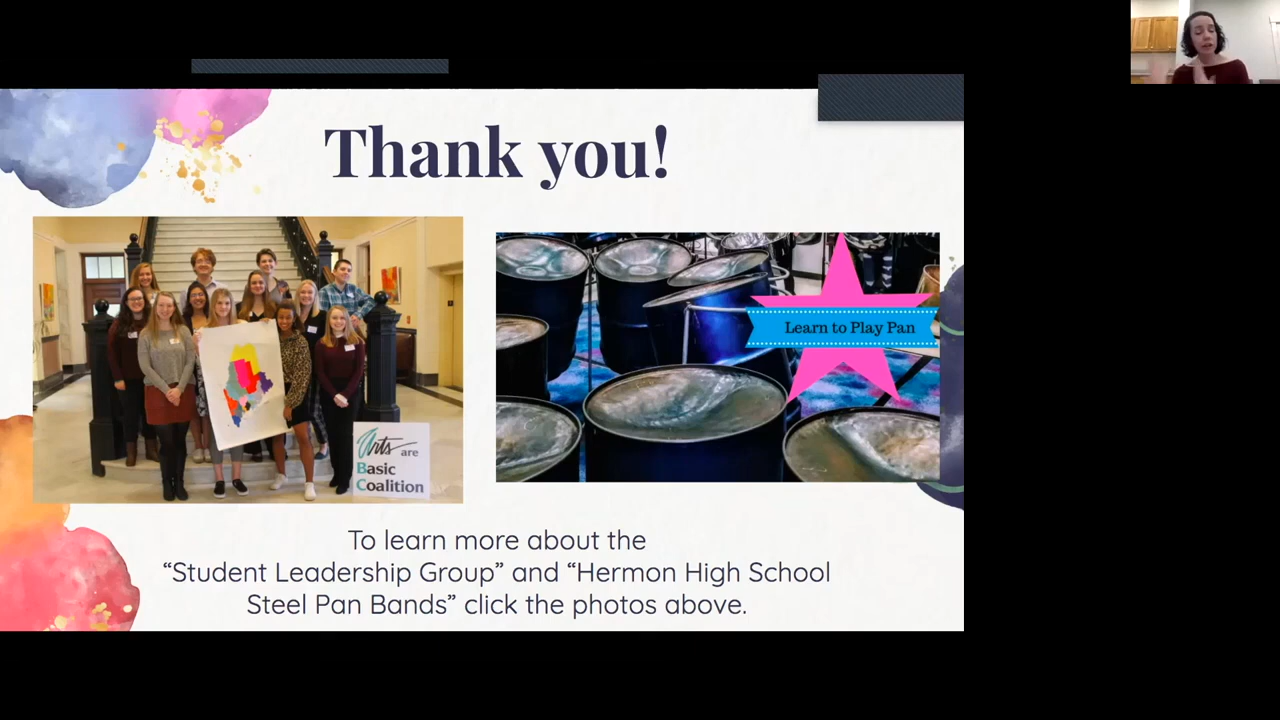 Thank you!
Learn to Play Pan
Arts are
Basic
Coalition
To learn more about the
“Student Leadership Group” and “Hermon High School
Steel Pan Bands” click the photos above.